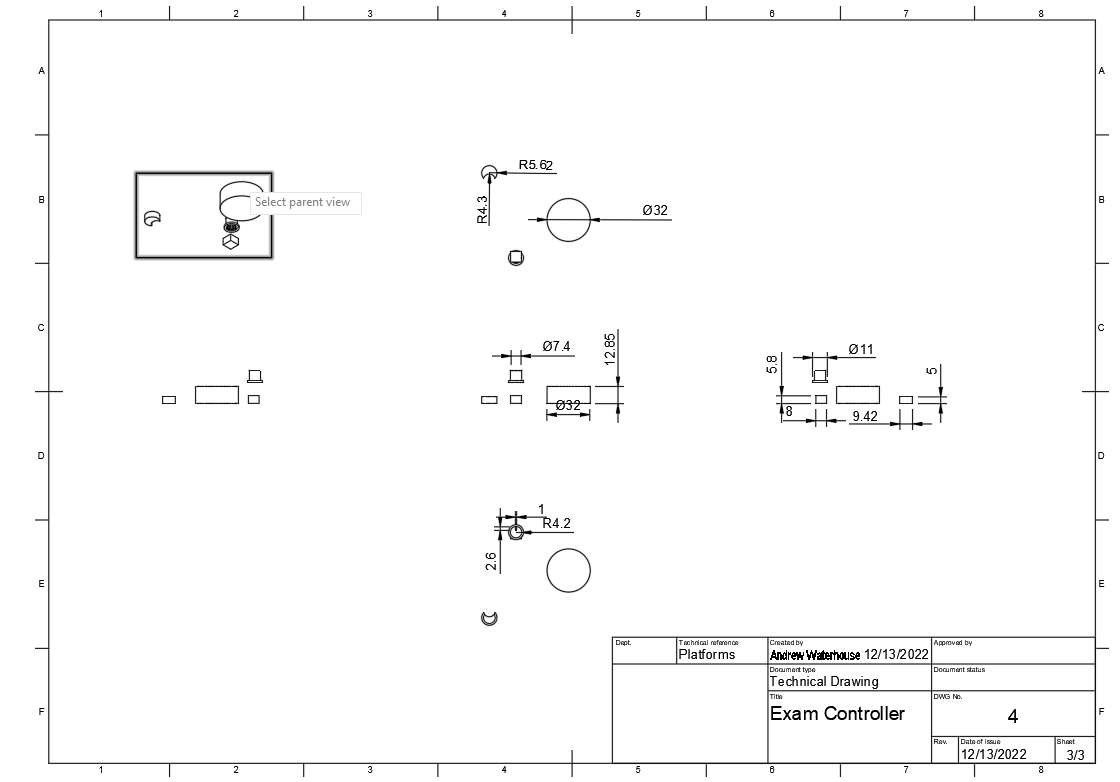 1 2 3 4 5 6 7 8
A A
R5.62
B B
Select parent view
R4.3
Ø32
C C
Ø7.4
12.85
5.8
Ø11
5
Ø32
8
9.42
D D
1
R4.2
2.6
E E
Dept.
Technical reference
Platforms
Created by
Andrew Waterhouse 12/13/2022
Approved by
Document type
Technical Drawing
Document status
Title
Exam Controller
DWG No.
4
F F
Rev.
Date of issue
12/13/2022
Sheet
3/3
1 2 3 4 5 6 7 8